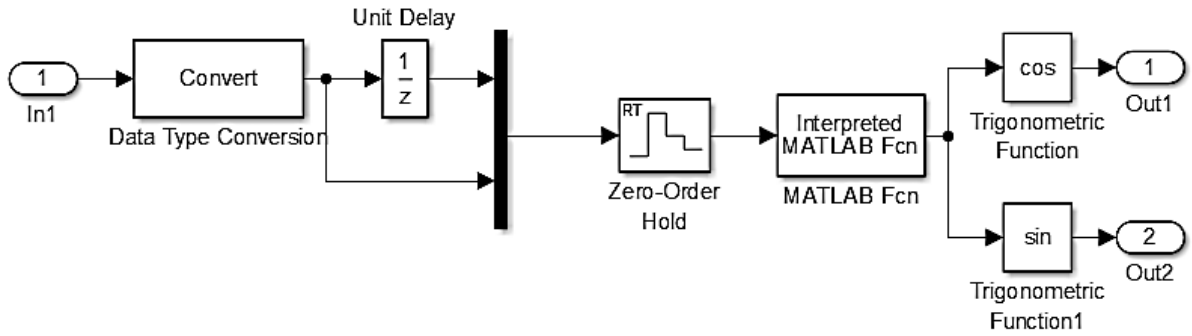 Unit Delay
1
In1
Convert
Data Type Conversion
1
z
RT
Zero-Order
Hold
Interpreted
MATLAB Fcn
MATLAB Fcn
cos
Trigonometric
Function
1
Out1
sin
Trigonometric
Function1
2
Out2